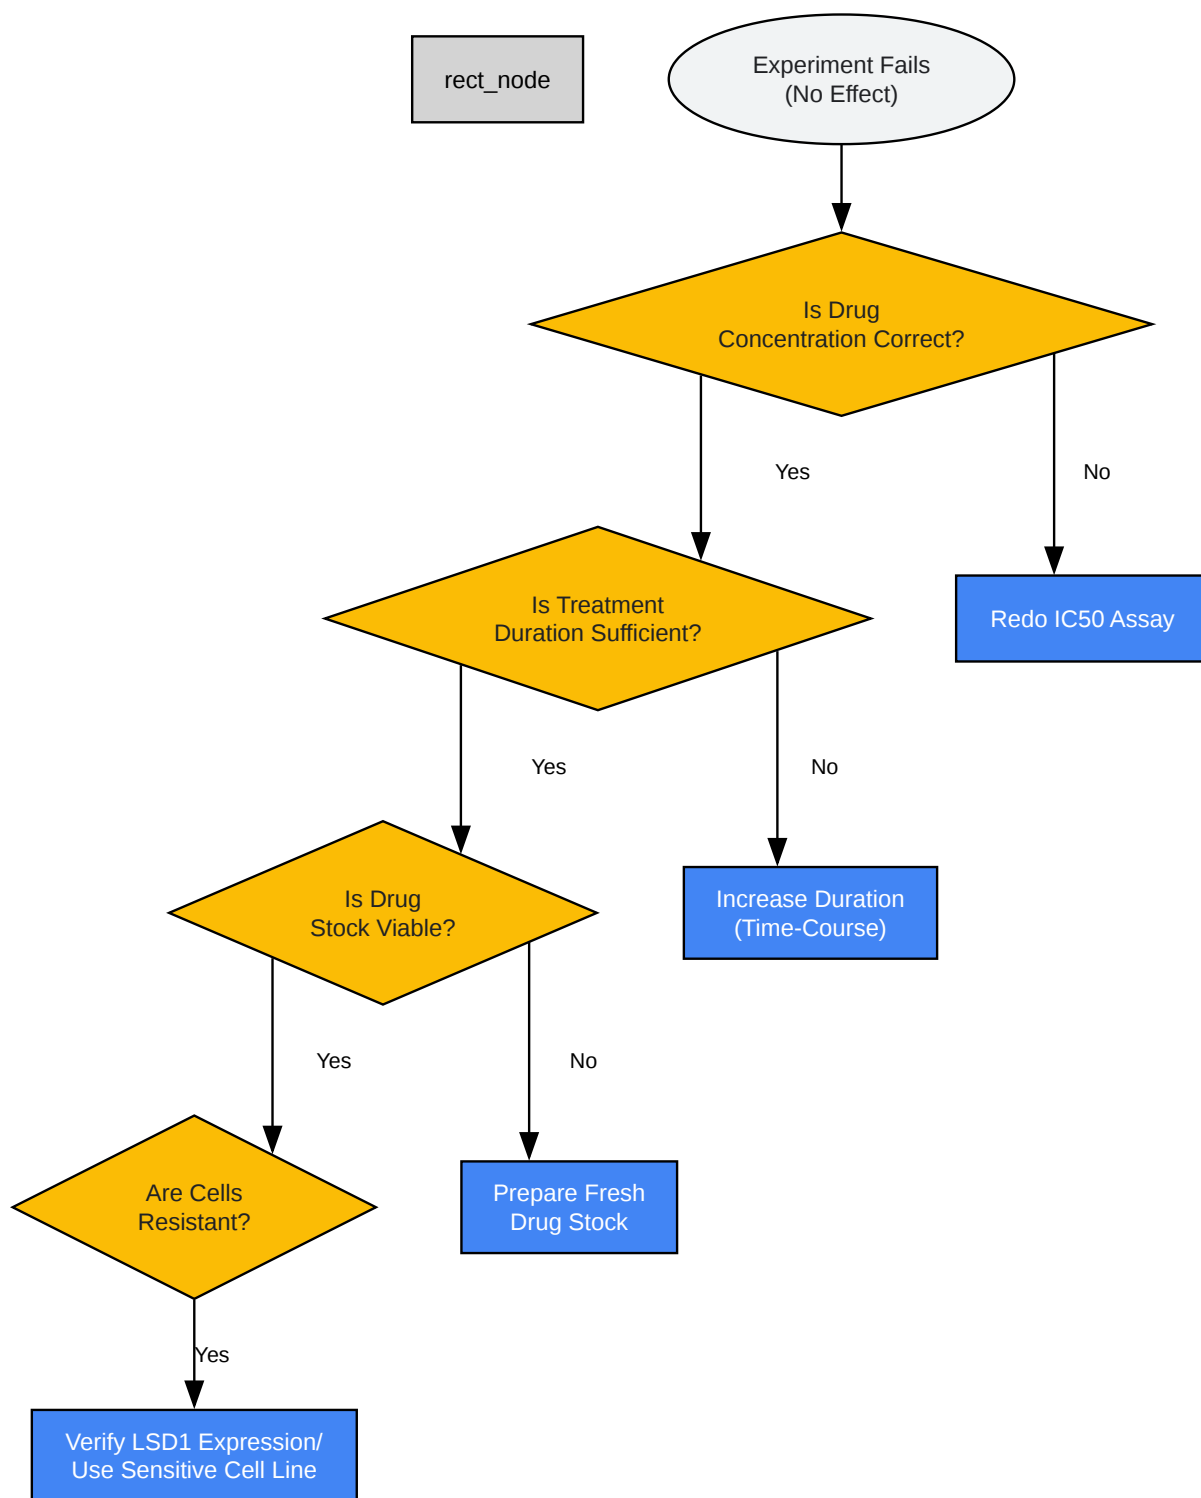 rect_node
Experiment Fails
(No Effect)
Is Drug
Concentration Correct?
Yes
No
Is Treatment
Duration Sufficient?
Redo IC50 Assay
Yes
No
Is Drug
Stock Viable?
Increase Duration
(Time-Course)
Yes
No
Are Cells
Resistant?
Prepare Fresh
Drug Stock
Yes
Verify LSD1 Expression/
Use Sensitive Cell Line